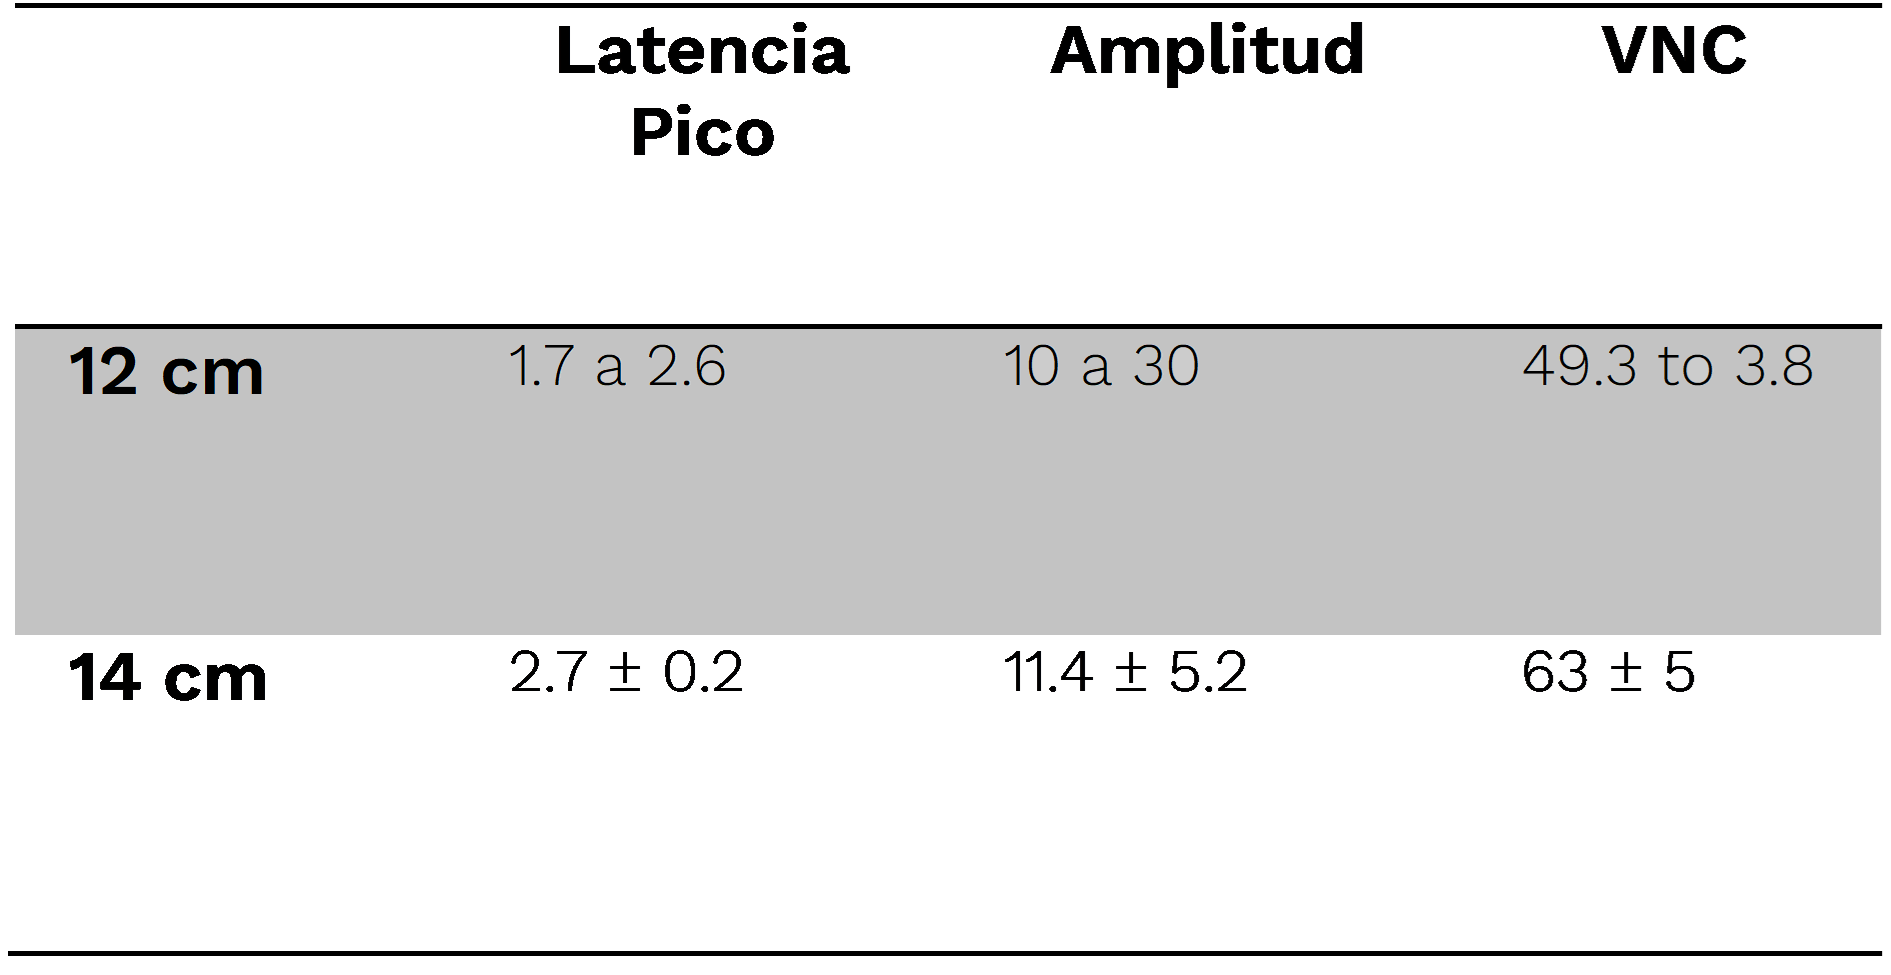 Latencia Pico Amplitud VNC
12 cm 1.7 a 2.6 10 a 30 49.3 to 3.8
14 cm 2.7 ± 0.2 11.4 ± 5.2 63 ± 5